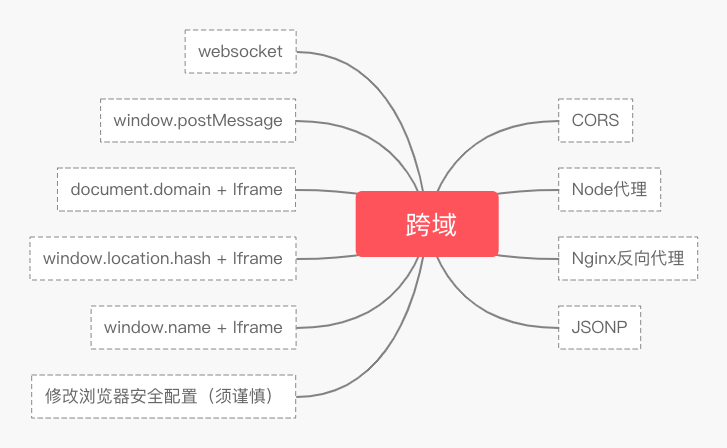 websocket
window.postMessage
document.domain + Iframe
window.location.hash + Iframe
window.name + Iframe
修改浏览器安全配置（须谨慎）
跨域
CORS
Node代理
Nginx反向代理
JSONP